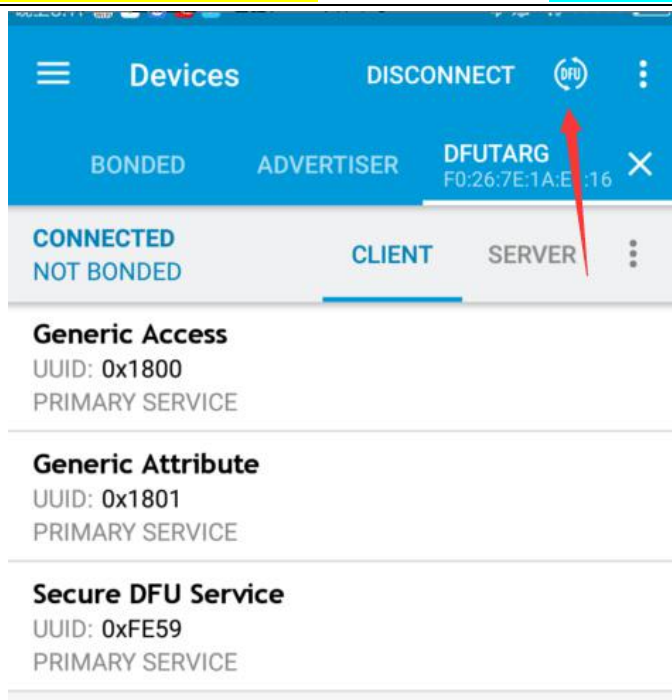 Devices
DISCONNECT
DFU
BONDED
ADVERTISER
DFUTARG
CONNECTED
NOT BONDED
CLIENT
SERVER
Generic Access
UUID: 0x1800
PRIMARY SERVICE
Generic Attribute
UUID: 0x1801
PRIMARY SERVICE
Secure DFU Service
UUID: 0xFE59
PRIMARY SERVICE